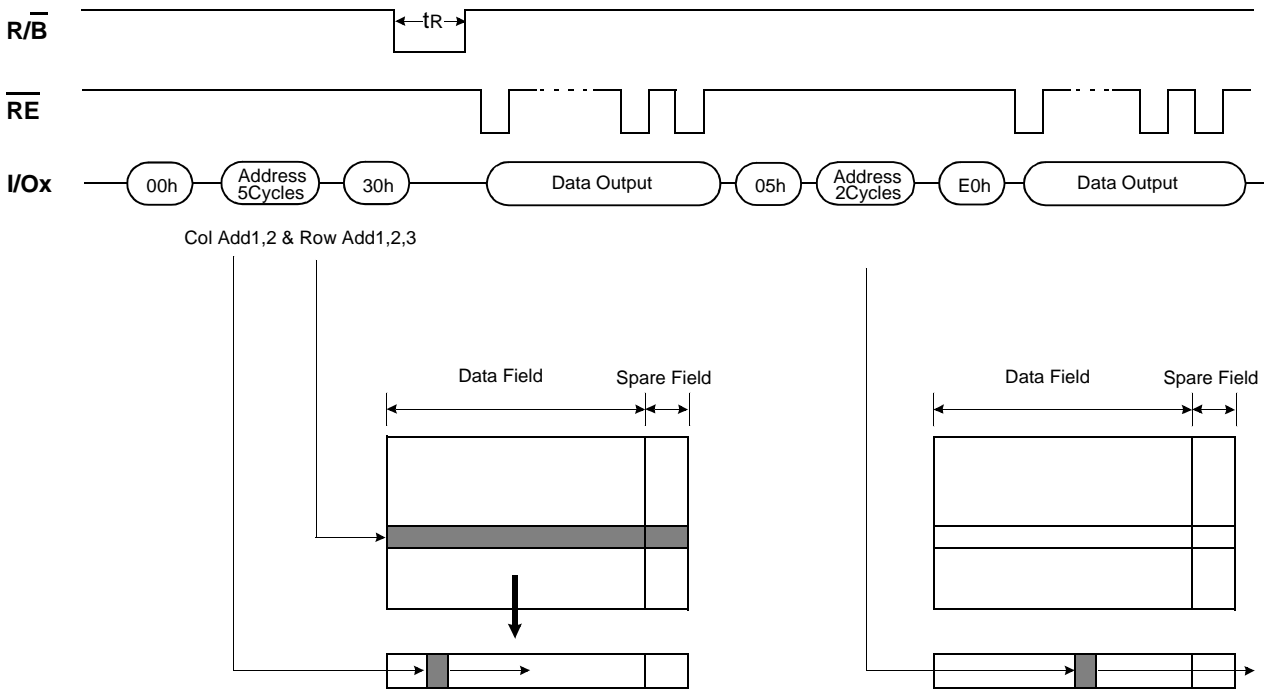 R/B
tR
RE
I/Ox
00h
Address
5Cycles
30h
Data Output
05h
Address
2Cycles
E0h
Data Output
Col Add1,2 & Row Add1,2,3
Data Field
Spare Field
Data Field
Spare Field